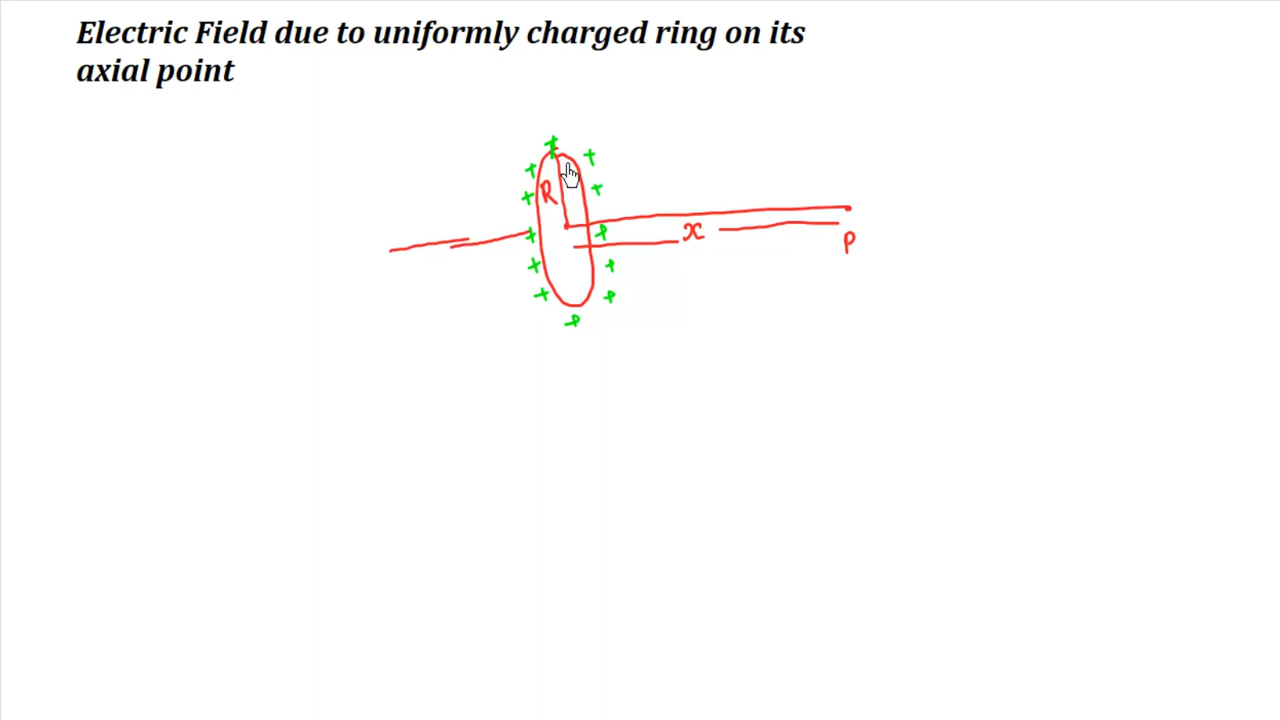 Electric Field due to uniformly charged ring on its
axial point
R
x
P